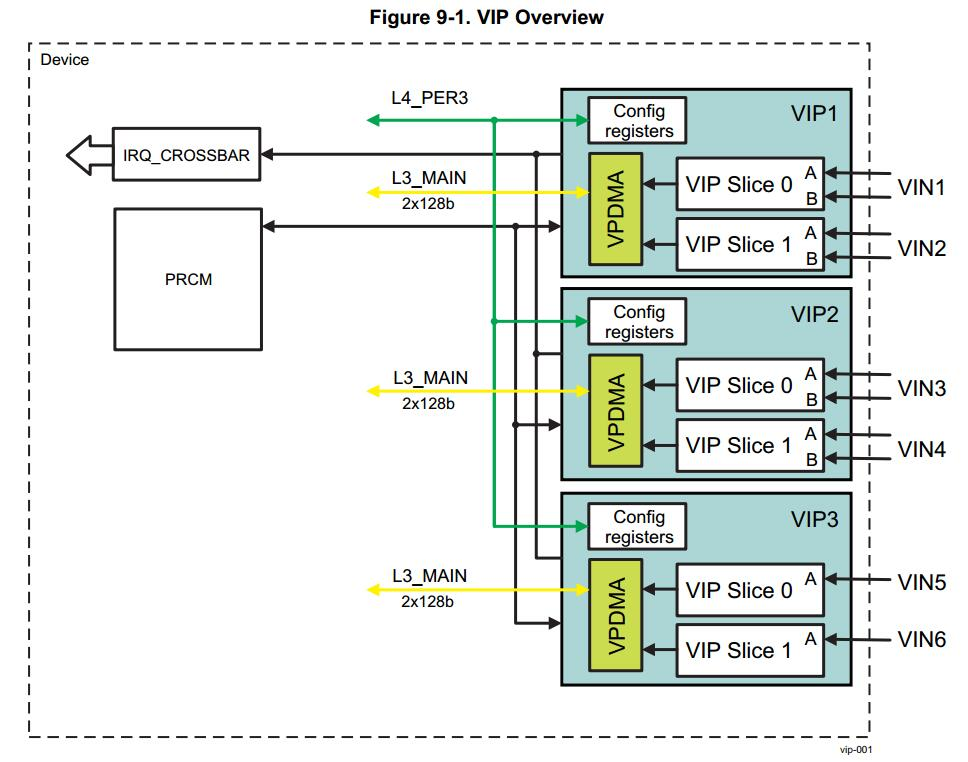 Figure 9-1. VIP Overview
Device
L4_PER3
IRQ_CROSSBAR
L3_MAIN
2x128b
PRCM
Config
registers
VIP1
VPDMA
VIP Slice 0
A
B
VIN1
VIP Slice 1
A
B
VIN2
Config
registers
VIP2
L3_MAIN
2x128b
VPDMA
VIP Slice 0
A
B
VIN3
VIP Slice 1
A
B
VIN4
Config
registers
VIP3
L3_MAIN
2x128b
VPDMA
VIP Slice 0
A
VIN5
VIP Slice 1
A
VIN6
vip-001